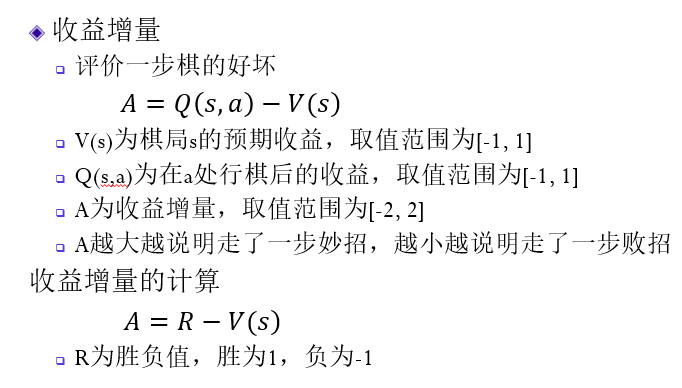 收益增量
评价一步棋的好坏
A = Q(s, a) − V(s)
V(s)为棋局s的预期收益，取值范围为[-1, 1]
Q(s,a)为在a处行棋后的收益，取值范围为[-1, 1]
A为收益增量，取值范围为[-2, 2]
A越大越说明走了一步妙招，越小越说明走了一步败招
收益增量的计算
A = R − V(s)
R为胜负值，胜为1，负为-1